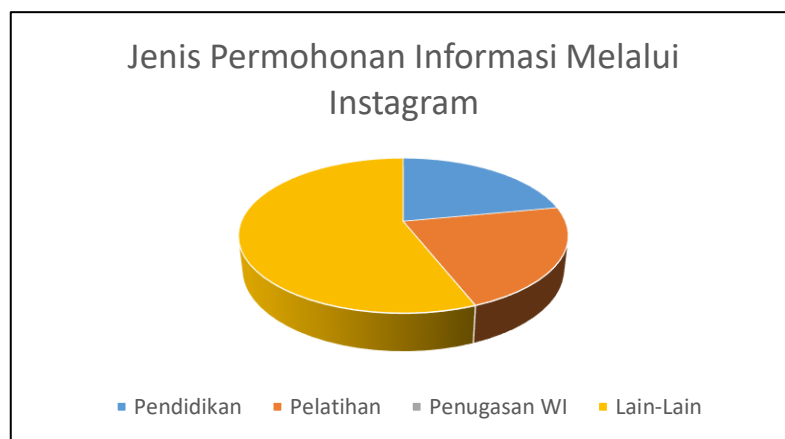 Jenis Permohonan Informasi Melalui
Instagram
Pendidikan Pelatihan Penugasan WI Lain-Lain